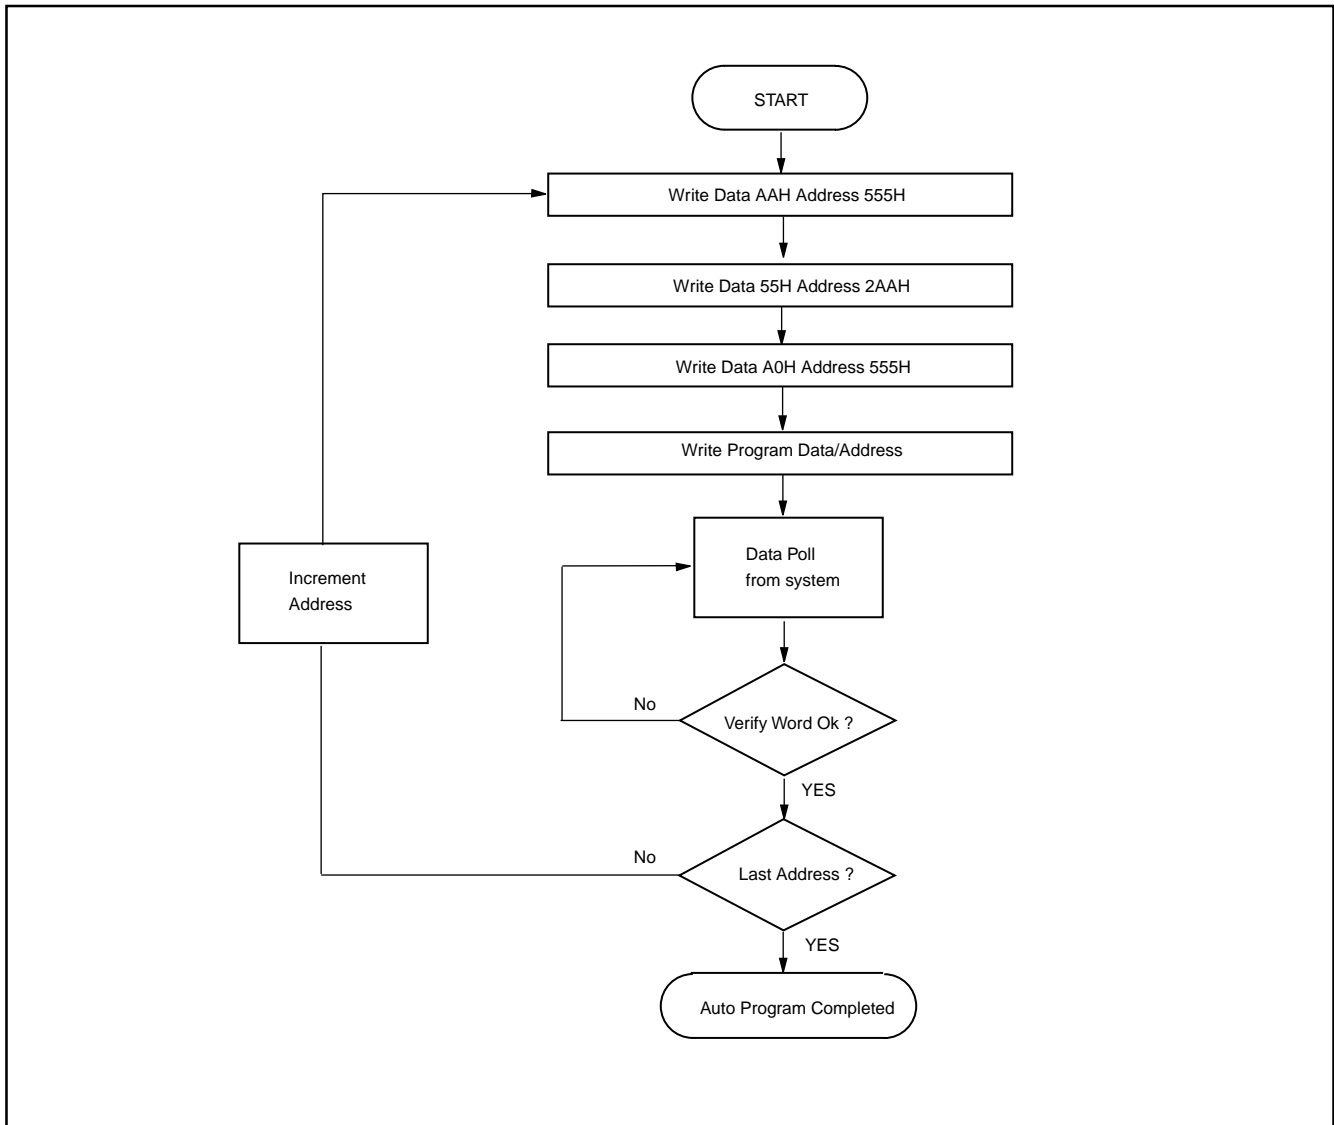 START
Write Data AAH Address 555H
Write Data 55H Address 2AAH
Write Data A0H Address 555H
Write Program Data/Address
Data Poll
from system
Increment
Address
No
Verify Word Ok ?
YES
No
Last Address ?
YES
Auto Program Completed